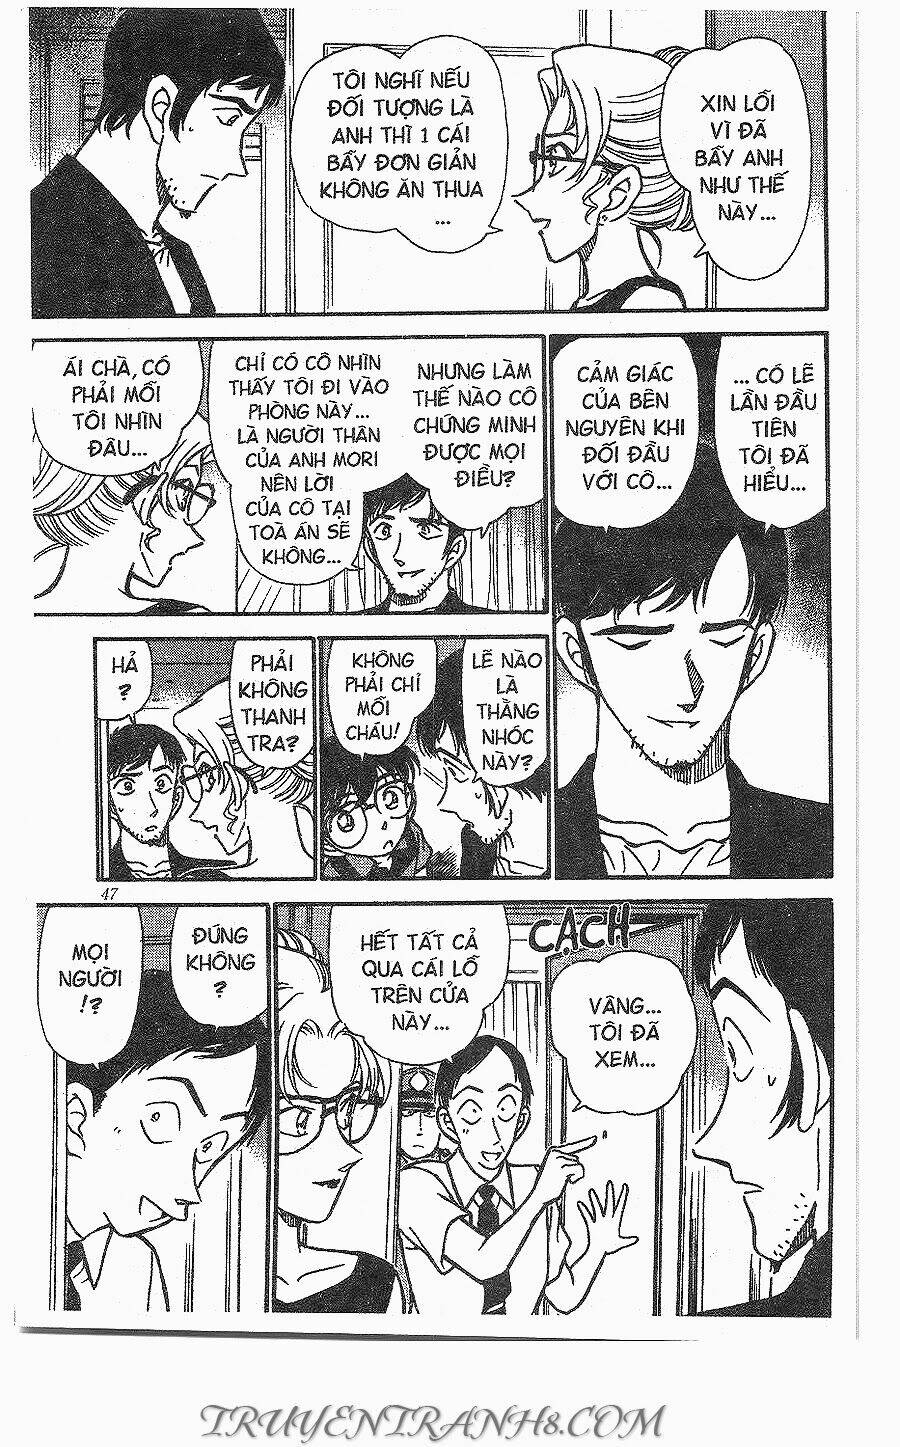 XIN LỖI
VÌ ĐÃ
BẪY ANH
NHƯ THẾ
NÀY...
TÔI NGHĨ NẾU
ĐỐI TƯỢNG LÀ
ANH THÌ 1 CÁI
BẪY ĐƠN GIẢN
KHÔNG ĂN THUA
...
... CÓ LẼ
LẦN ĐẦU
TIÊN
TÔI ĐÃ
HIỂU...
CẢM GIÁC
CỦA BÊN
NGUYÊN KHI
ĐỐI ĐẦU
VỚI CÔ...
NHƯNG LÀM
THẾ NÀO CÔ
CHỨNG MINH
ĐƯỢC MỌI
ĐIỀU?
CHỈ CÓ CÔ NHÌN
THẤY TÔI ĐI VÀO
PHÒNG NÀY...
LÀ NGƯỜI THÂN
CỦA ANH MORI
NÊN LỜI
CỦA CÔ TẠI
TOÀ ÁN SẼ
KHÔNG...
ÁI CHÀ, CÓ
PHẢI MỖI
TÔI NHÌN
ĐÂU...
LẼ NÀO
LÀ
THẰNG
NHÓC
NÀY?
KHÔNG
PHẢI CHỈ
MỖI
CHÁU!
PHẢI
KHÔNG
THANH
TRA?
HẢ
?
47
CẠCH
VÂNG...
TÔI ĐÃ
XEM...
HẾT TẤT CẢ
QUA CÁI LỖ
TRÊN CỬA
NÀY...
ĐÚNG
KHÔNG
?
MỌI
NGƯỜI
!?
TRUYENTRANH8.COM